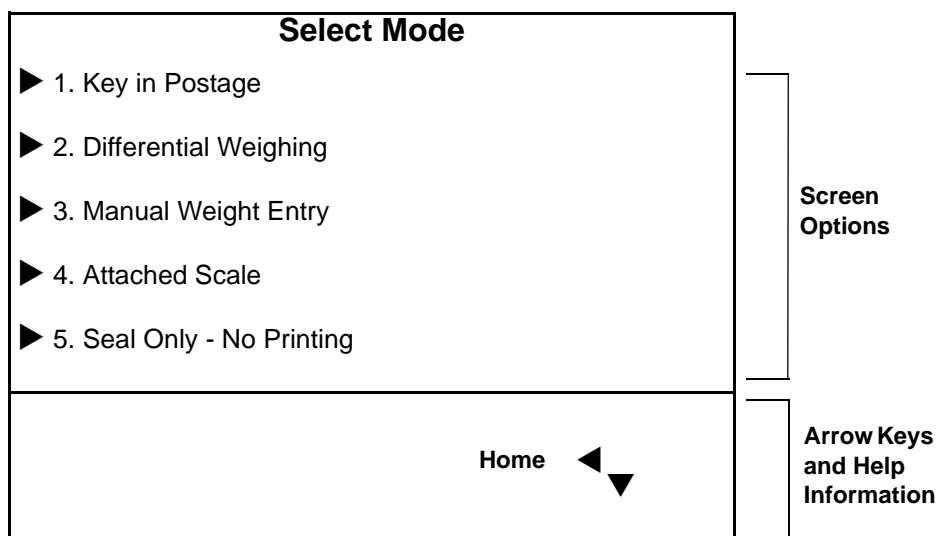 Select Mode
1. Key in Postage
2. Differential Weighing
3. Manual Weight Entry
4. Attached Scale
5. Seal Only - No Printing
Screen
Options
Home
Arrow Keys
and Help
Information